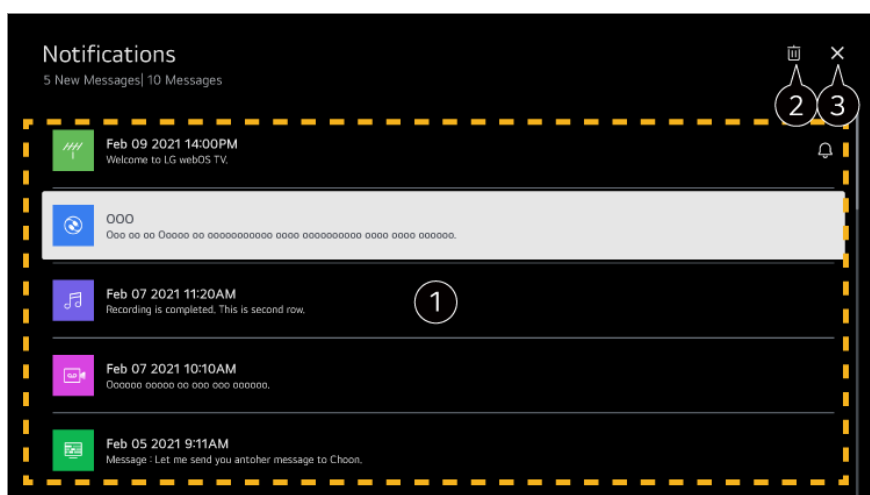 Notifications
5 New Messages| 10 Messages
2 3
Feb 09 2021 14:00PM
Welcome to LG webOS TV.
OOO
Ooo oo oo Ooooo oo ooooooooooo oooo oooooooooo oooo oooo oooooo.
Feb 07 2021 11:20AM
Recording is completed. This is second row.
1
Feb 07 2021 10:10AM
Oooooo ooooo oo ooo ooo oooooo.
Feb 05 2021 9:11AM
Message : Let me send you antoher message to Choon.